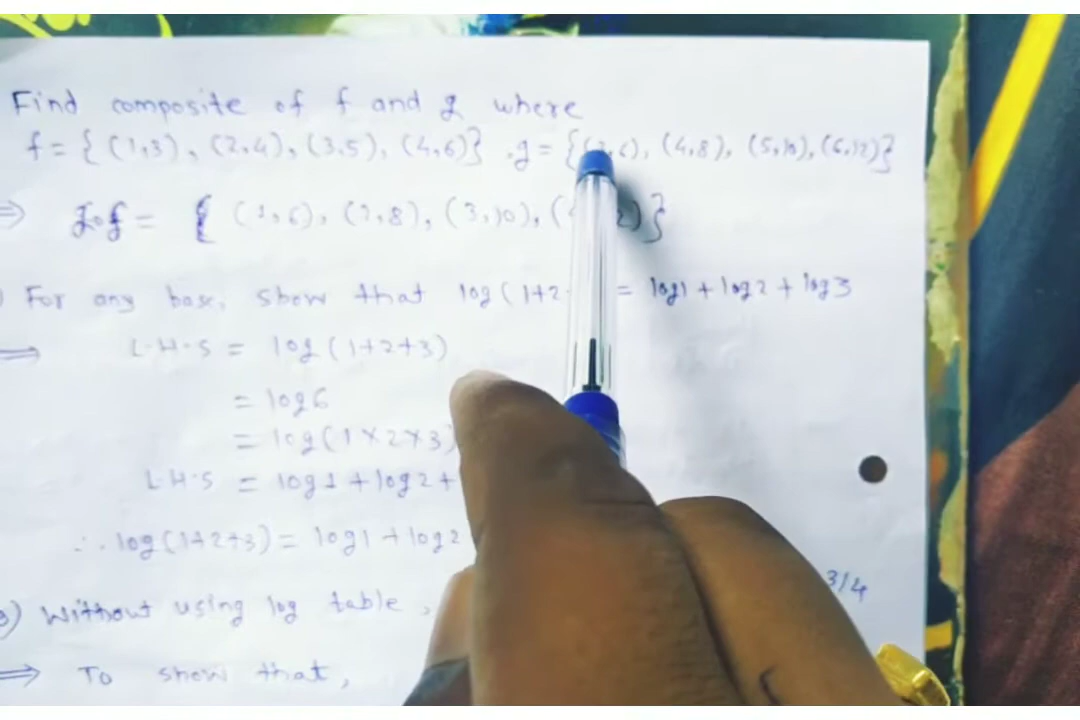 Find composite of f and g where
f = { (1,3), (2,4), (3,5), (4,6)} . g = { ,6), (4,8), (5,10), (6,12)}
⇒ gof = { (1,6), (2,8), (3,10), ( 2)}
) For any base, show that log (1+2 = log1 + log2 + log3
⇒ L·H·S = log (1+2+3)
= log6
= log (1×2×3)
L·H·S = log1 + log2 +
∴ log (1+2+3) = log1 + log2
3) Without using log table,
3/4
⇒ To show that,